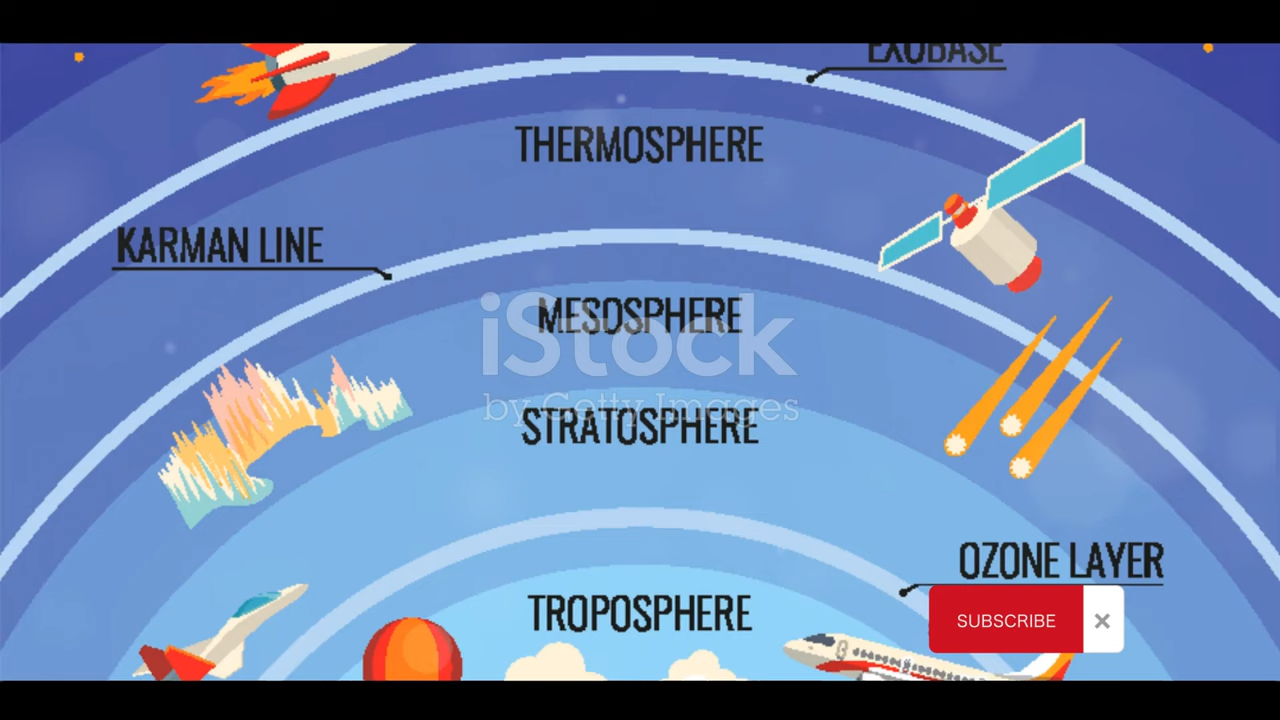 EXOBASE
THERMOSPHERE
KARMAN LINE
MESOSPHERE
iStock
by Getty Images
STRATOSPHERE
OZONE LAYER
TROPOSPHERE
SUBSCRIBE